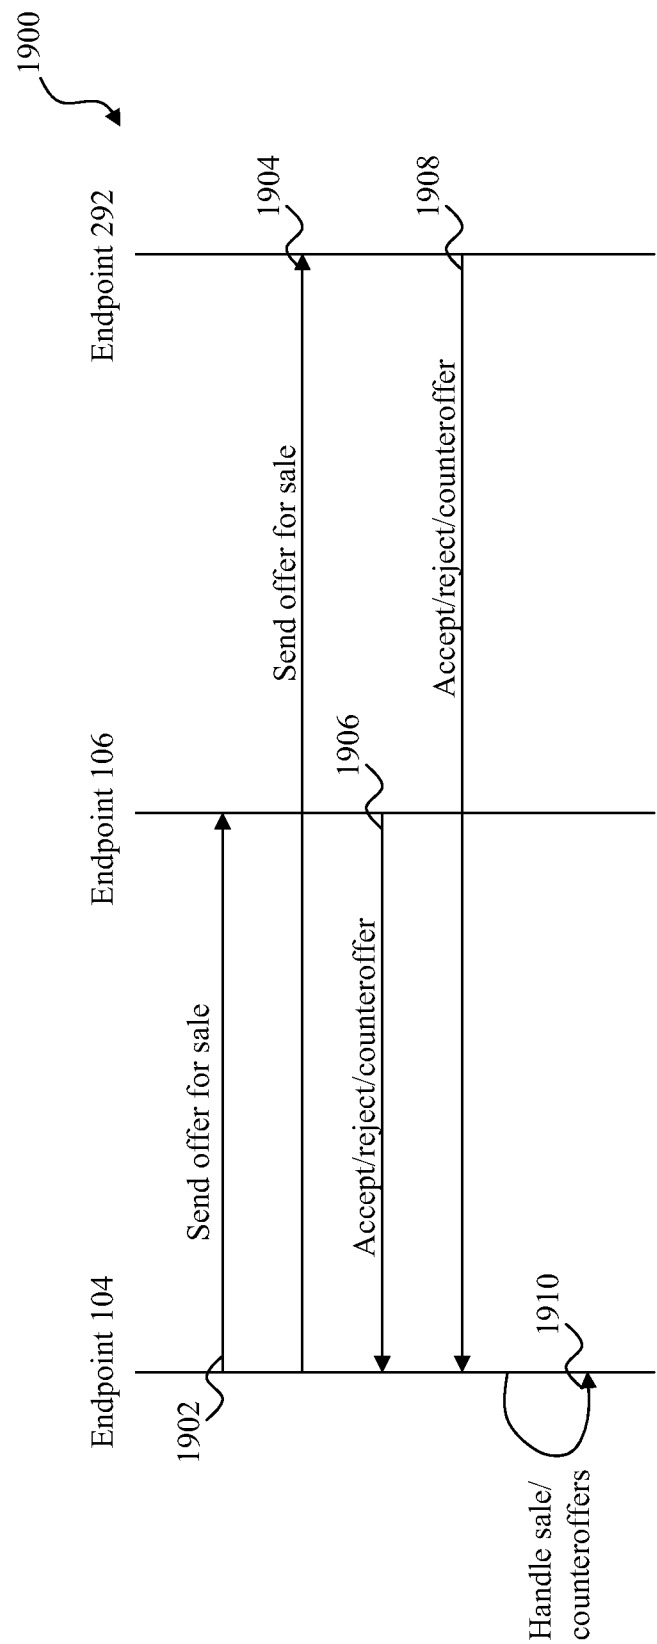 1900
Endpoint 104
Endpoint 106
Endpoint 292
1902
Send offer for sale
Send offer for sale
1904
Accept/reject/counteroffer
1906
Accept/reject/counteroffer
1908
Handle sale/
counteroffers
1910